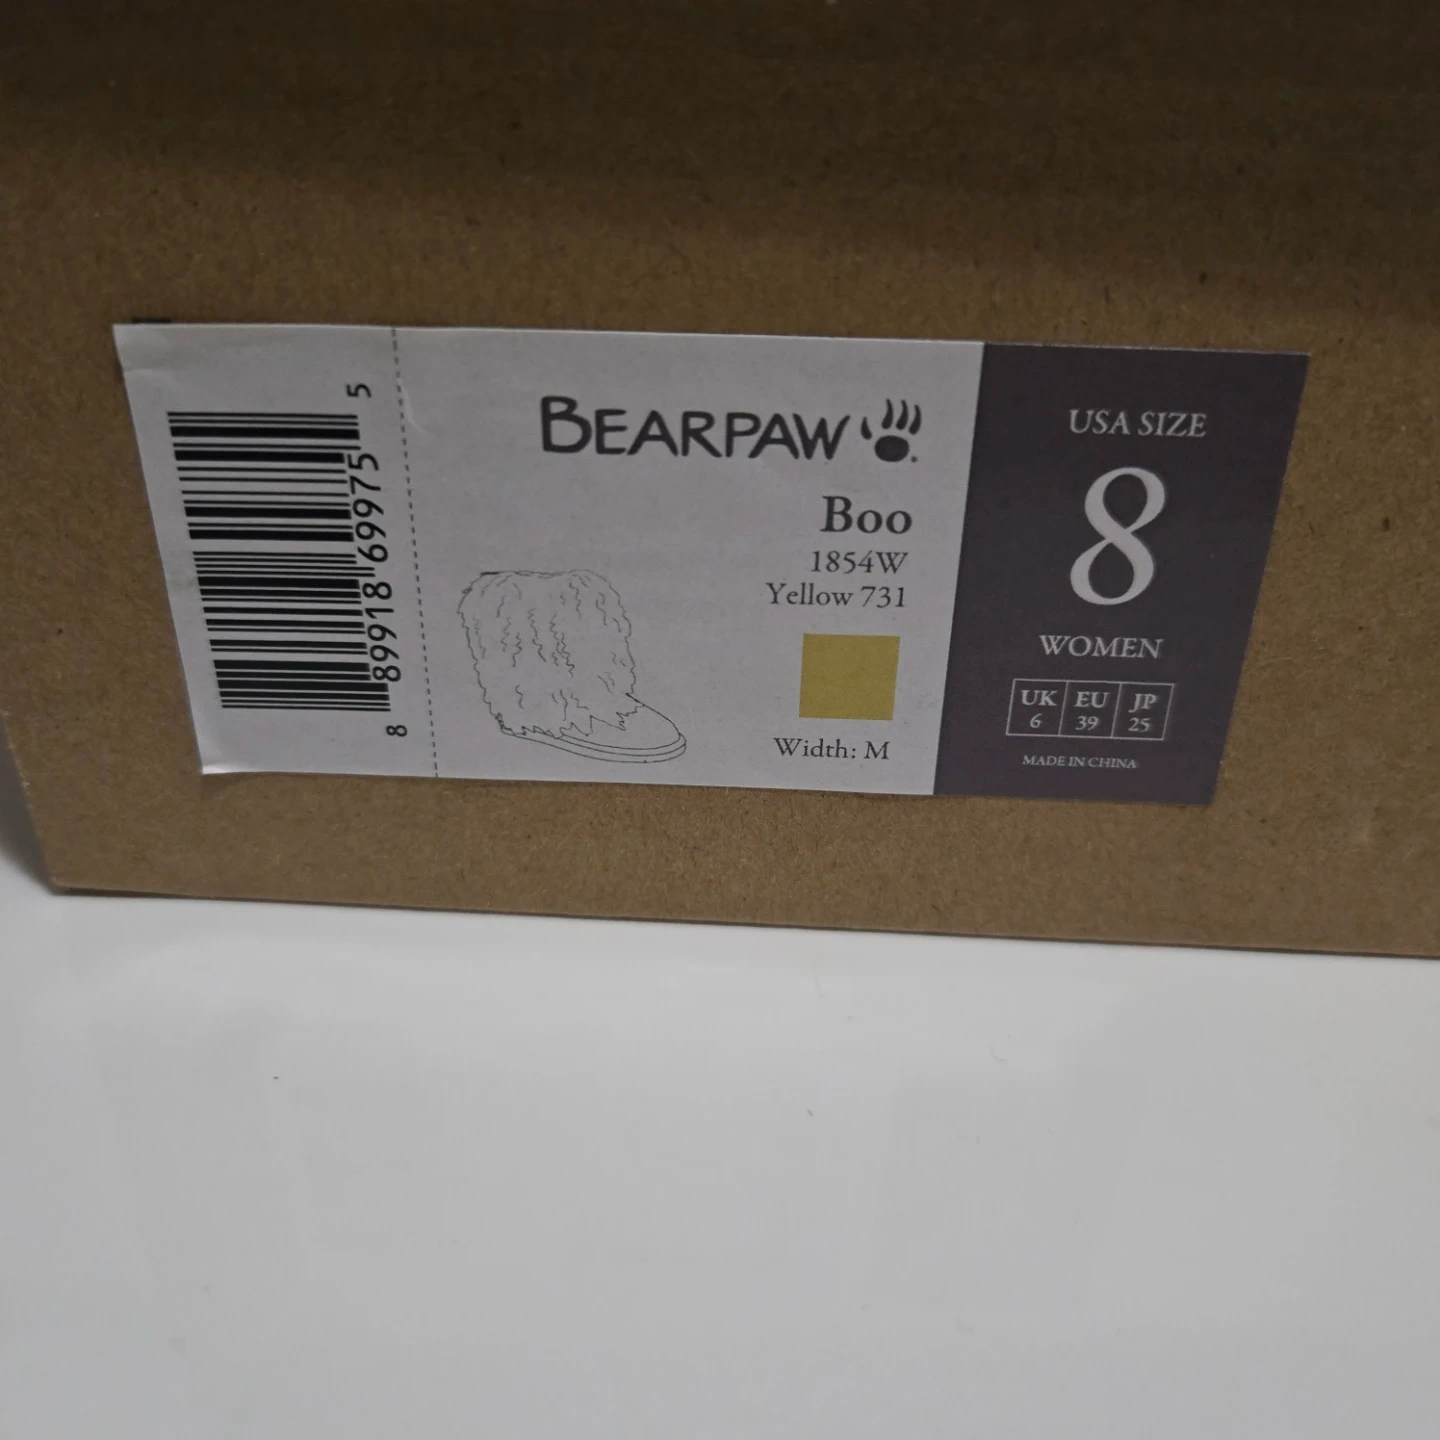 8 89918 69975 5
BEARPAW
Boo
1854W
Yellow 731
Width: M
USA SIZE
8
WOMEN
UK EU JP
6 39 25
MADE IN CHINA